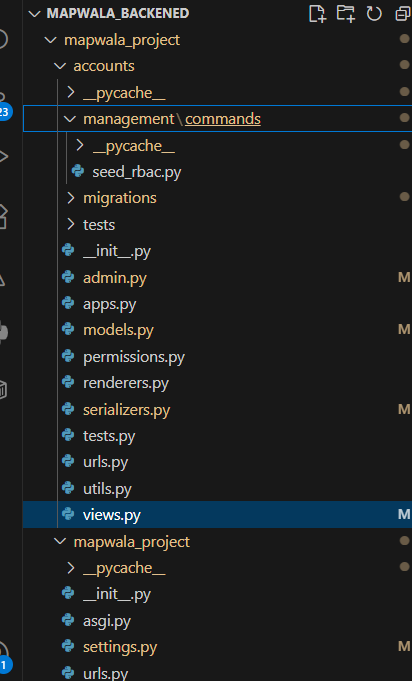 MAPWALA_BACKENED
mapwala_project
accounts
__pycache__
management\commands
__pycache__
seed_rbac.py
migrations
tests
__init__.py
admin.py M
apps.py
models.py M
permissions.py
renderers.py
serializers.py M
tests.py
urls.py
utils.py
views.py M
mapwala_project
__pycache__
__init__.py
asgi.py
settings.py M
urls.py
23
1